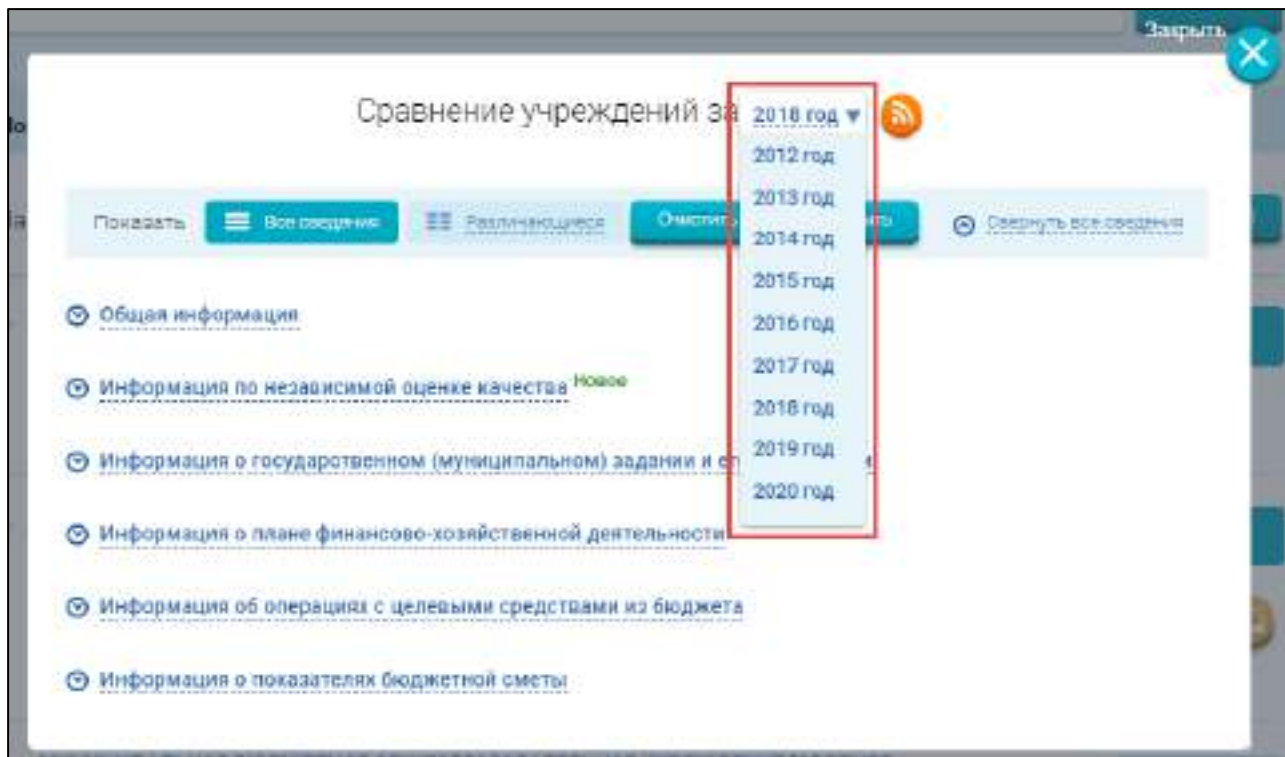 Закрыть
Сравнение учреждений за 2018 год
2012 год
2013 год
Показать Все сведения Различающиеся Очистить Свернуть все сведения
2014 год
2015 год
Общая информация
2016 год
2017 год
Информация по независимой оценке качества Новое
2018 год
2019 год
Информация о государственном (муниципальном) задании и
2020 год
Информация о плане финансово-хозяйственной деятельности
Информация об операциях с целевыми средствами из бюджета
Информация о показателях бюджетной сметы